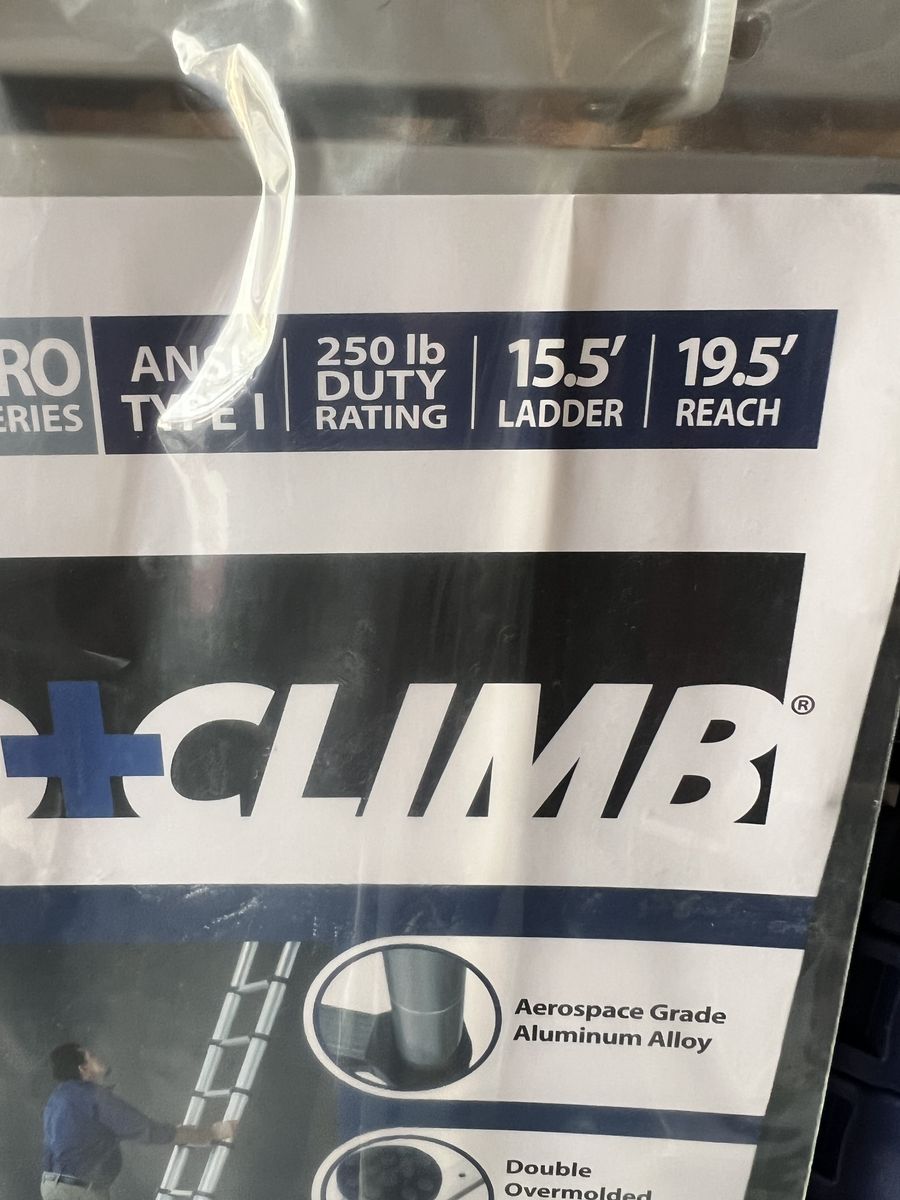 RO
ERIES
ANSI
TYPE I
250 lb
DUTY
RATING
15.5′
LADDER
19.5′
REACH
+CLIMB®
Aerospace Grade
Aluminum Alloy
Double
Overmolded